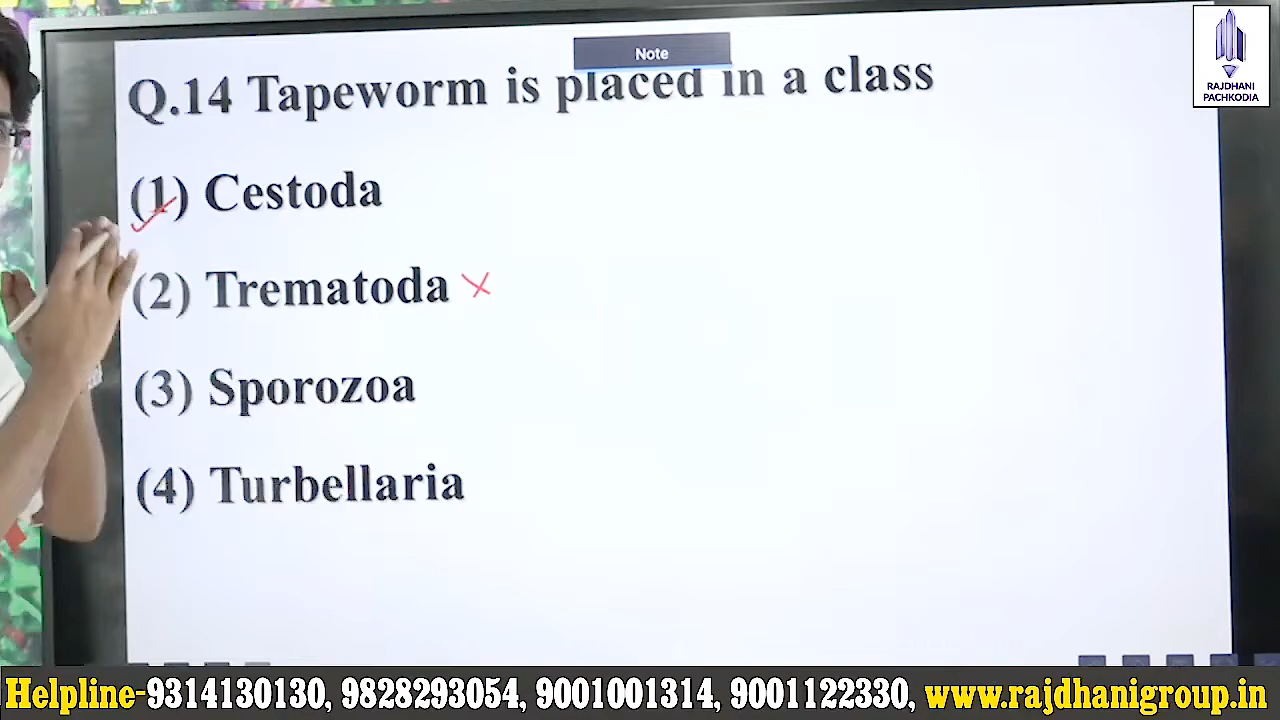 Note
RAJDHANI
PACHKODIA
Q.14 Tapeworm is placed in a class
(1) Cestoda
(2) Trematoda
(3) Sporozoa
(4) Turbellaria
Helpline-9314130130, 9828293054, 9001001314, 9001122330, www.rajdhanigroup.in